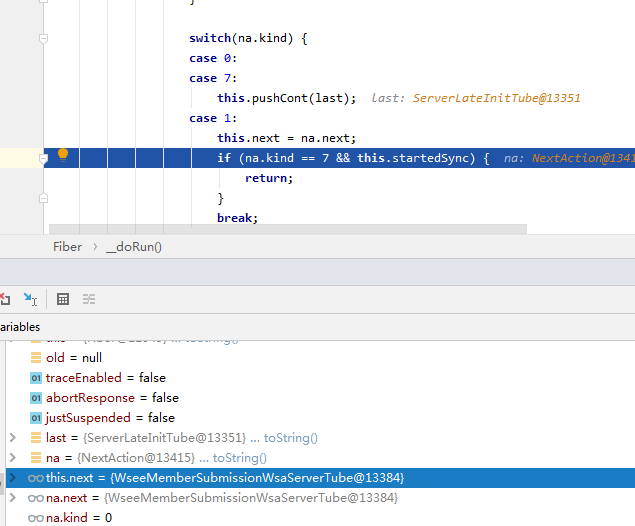 }
switch(na.kind) {
case 0:
case 7:
this.pushCont(last); last: ServerLateInitTube@13351
case 1:
this.next = na.next;
if (na.kind == 7 && this.startedSync) { na: NextAction@1341
return;
}
break;
Fiber > __doRun()
ariables
old = null
traceEnabled = false
abortResponse = false
justSuspended = false
last = {ServerLateInitTube@13351} ... toString()
na = {NextAction@13415} ... toString()
this.next = {WseeMemberSubmissionWsaServerTube@13384}
na.next = {WseeMemberSubmissionWsaServerTube@13384}
na.kind = 0